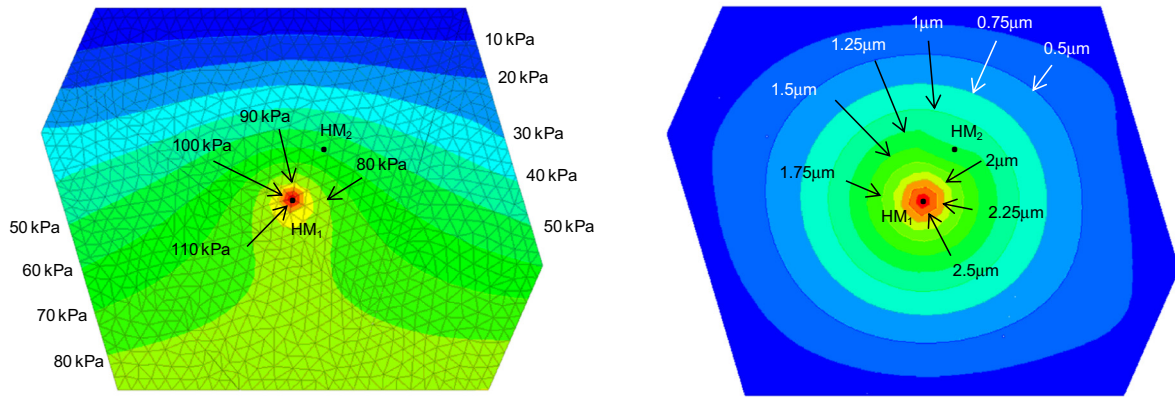 10 kPa
20 kPa
30 kPa
40 kPa
50 kPa
90 kPa
HM2
100 kPa
80 kPa
HM1
110 kPa
50 kPa
60 kPa
70 kPa
80 kPa
1µm
0.75µm
1.25µm
0.5µm
1.5µm
HM2
2µm
1.75µm
HM1
2.25µm
2.5µm